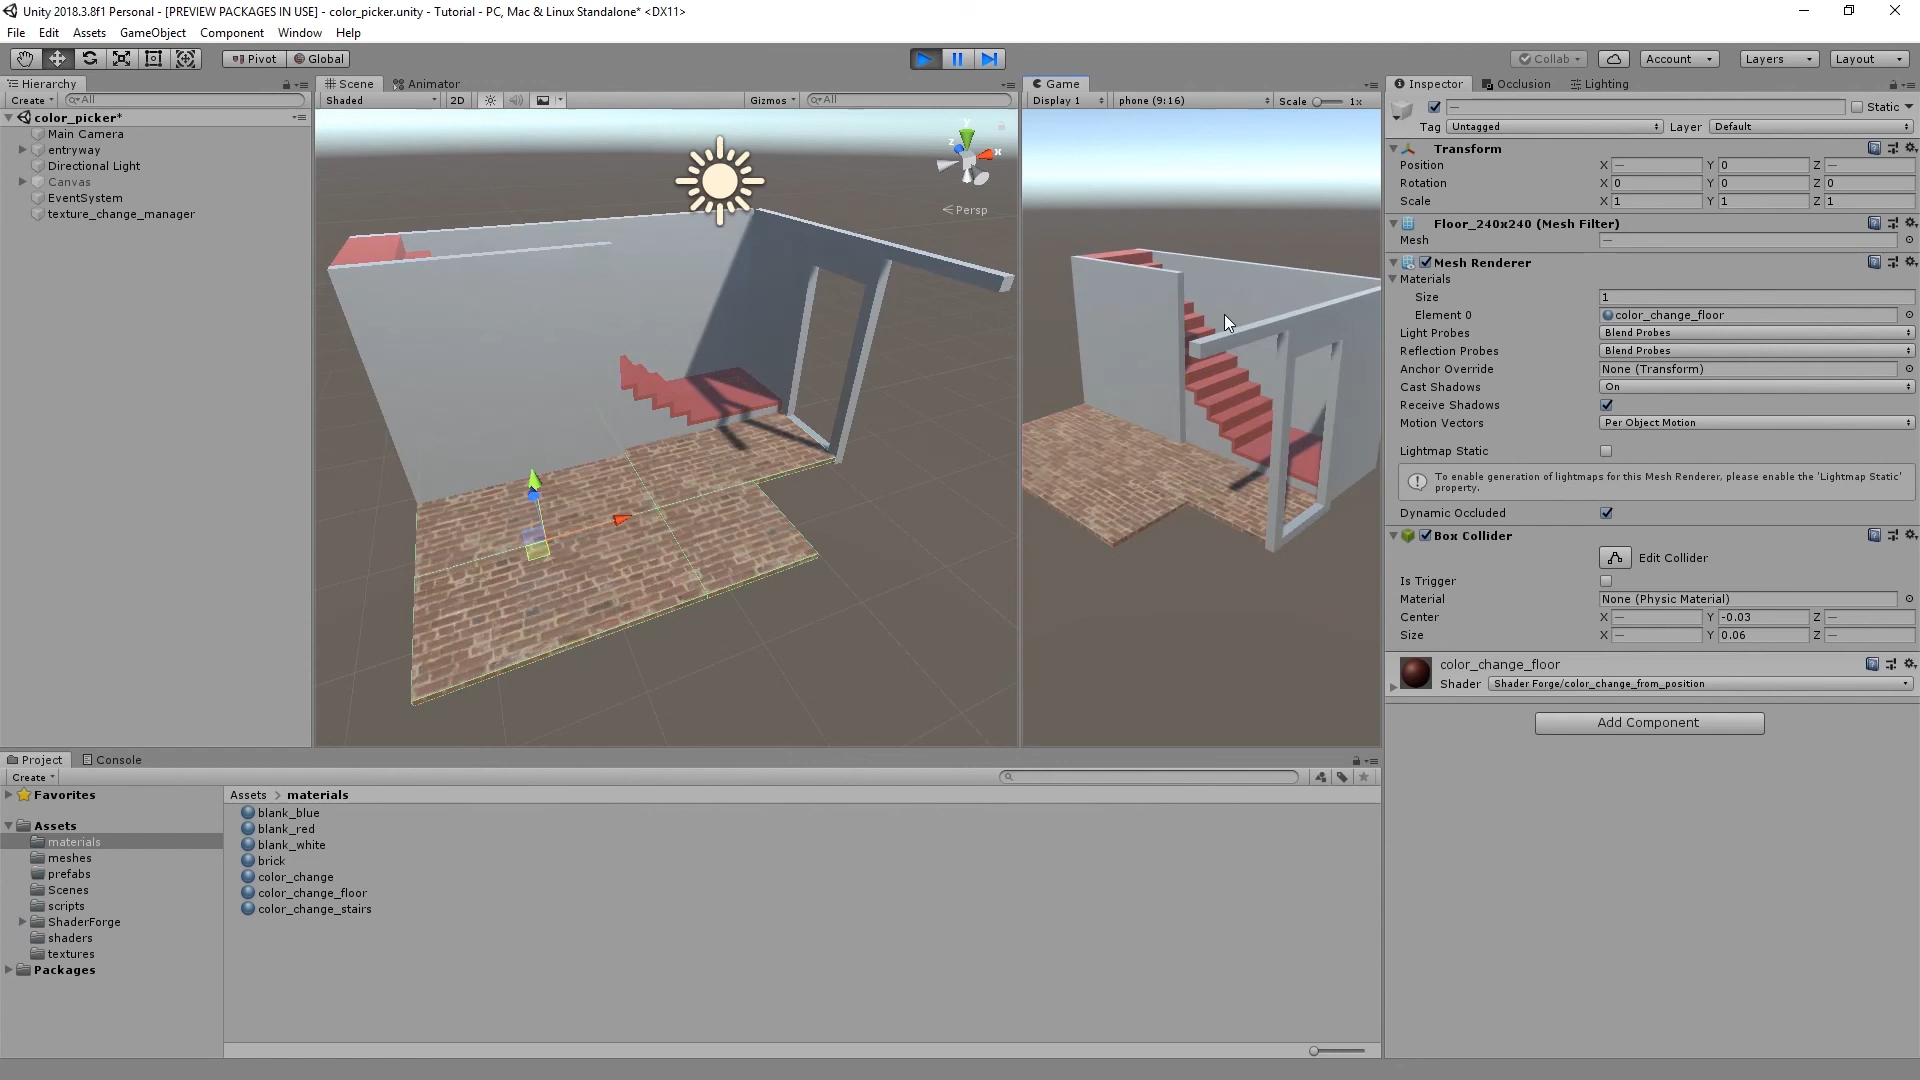 Unity 2018.3.8f1 Personal - [PREVIEW PACKAGES IN USE] - color_picker.unity - Tutorial - PC, Mac & Linux Standalone* <DX11>
File Edit Assets GameObject Component Window Help
Pivot Global Collab Account Layers Layout
Hierarchy
Create All
color_picker*
Main Camera
entryway
Directional Light
Canvas
EventSystem
texture_change_manager
Scene Animator
Shaded 2D Gizmos All
y
z x
Persp
Game
Display 1 phone (9:16) Scale 1x
Inspector Occlusion Lighting
— Static
Tag Untagged Layer Default
Transform
Position X — Y 0 Z —
Rotation X 0 Y 0 Z 0
Scale X 1 Y 1 Z 1
Floor_240x240 (Mesh Filter)
Mesh —
Mesh Renderer
Materials
Size 1
Element 0 color_change_floor
Light Probes Blend Probes
Reflection Probes Blend Probes
Anchor Override None (Transform)
Cast Shadows On
Receive Shadows
Motion Vectors Per Object Motion
Lightmap Static
To enable generation of lightmaps for this Mesh Renderer, please enable the 'Lightmap Static'
property.
Dynamic Occluded
Box Collider
Edit Collider
Is Trigger
Material None (Physic Material)
Center X — Y -0.03 Z —
Size X — Y 0.06 Z —
color_change_floor
Shader Shader Forge/color_change_from_position
Add Component
Project Console
Create
Favorites
Assets
materials
meshes
prefabs
Scenes
scripts
ShaderForge
shaders
textures
Packages
Assets > materials
blank_blue
blank_red
blank_white
brick
color_change
color_change_floor
color_change_stairs